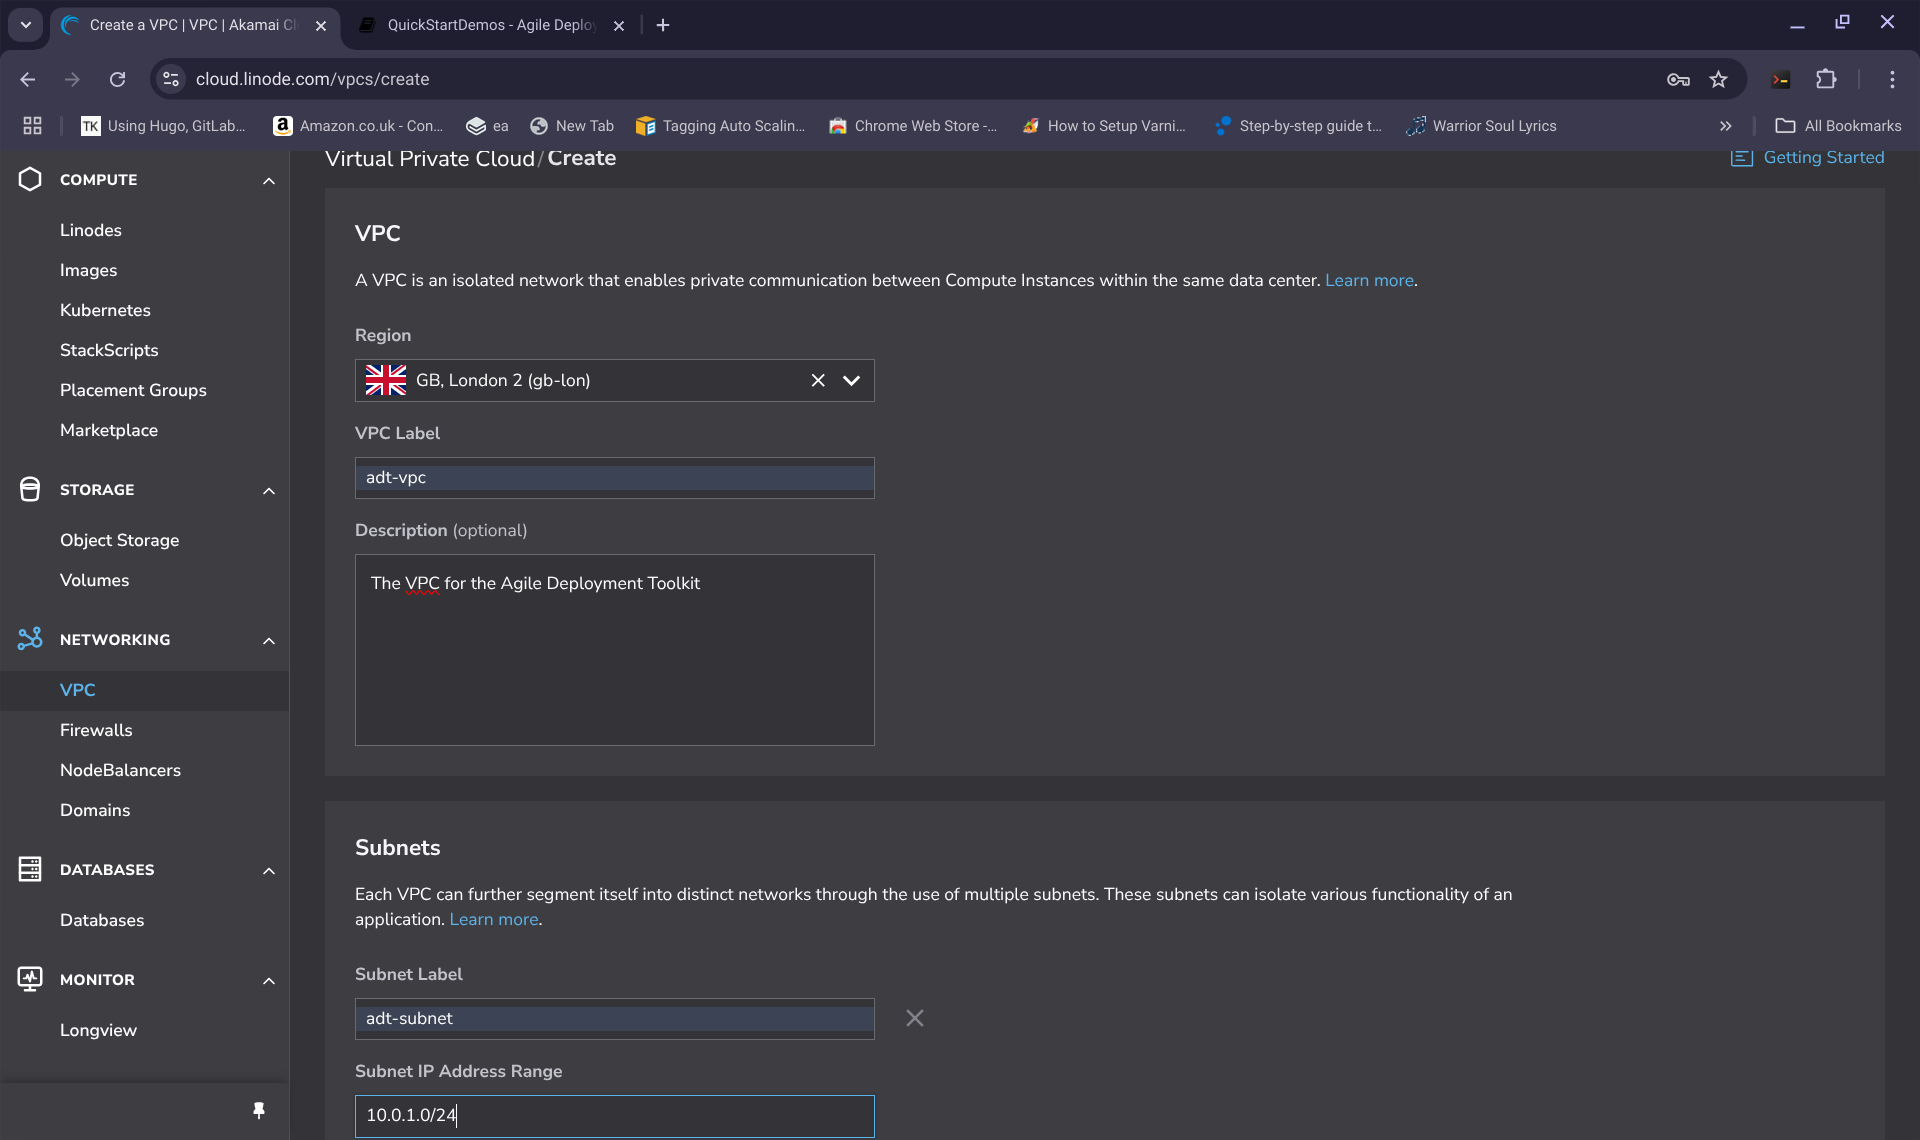 Create a VPC | VPC | Akamai Cl
QuickStartDemos - Agile Deploy
cloud.linode.com/vpcs/create
TK Using Hugo, GitLab...
a Amazon.co.uk - Con...
ea
New Tab
Tagging Auto Scalin...
Chrome Web Store -...
How to Setup Varni...
Step-by-step guide t...
Warrior Soul Lyrics
All Bookmarks
COMPUTE
Linodes
Images
Kubernetes
StackScripts
Placement Groups
Marketplace
STORAGE
Object Storage
Volumes
NETWORKING
VPC
Firewalls
NodeBalancers
Domains
DATABASES
Databases
MONITOR
Longview
Virtual Private Cloud / Create
Getting Started
VPC
A VPC is an isolated network that enables private communication between Compute Instances within the same data center. Learn more.
Region
GB, London 2 (gb-lon)
VPC Label
adt-vpc
Description (optional)
The VPC for the Agile Deployment Toolkit
Subnets
Each VPC can further segment itself into distinct networks through the use of multiple subnets. These subnets can isolate various functionality of an
application. Learn more.
Subnet Label
adt-subnet
Subnet IP Address Range
10.0.1.0/24